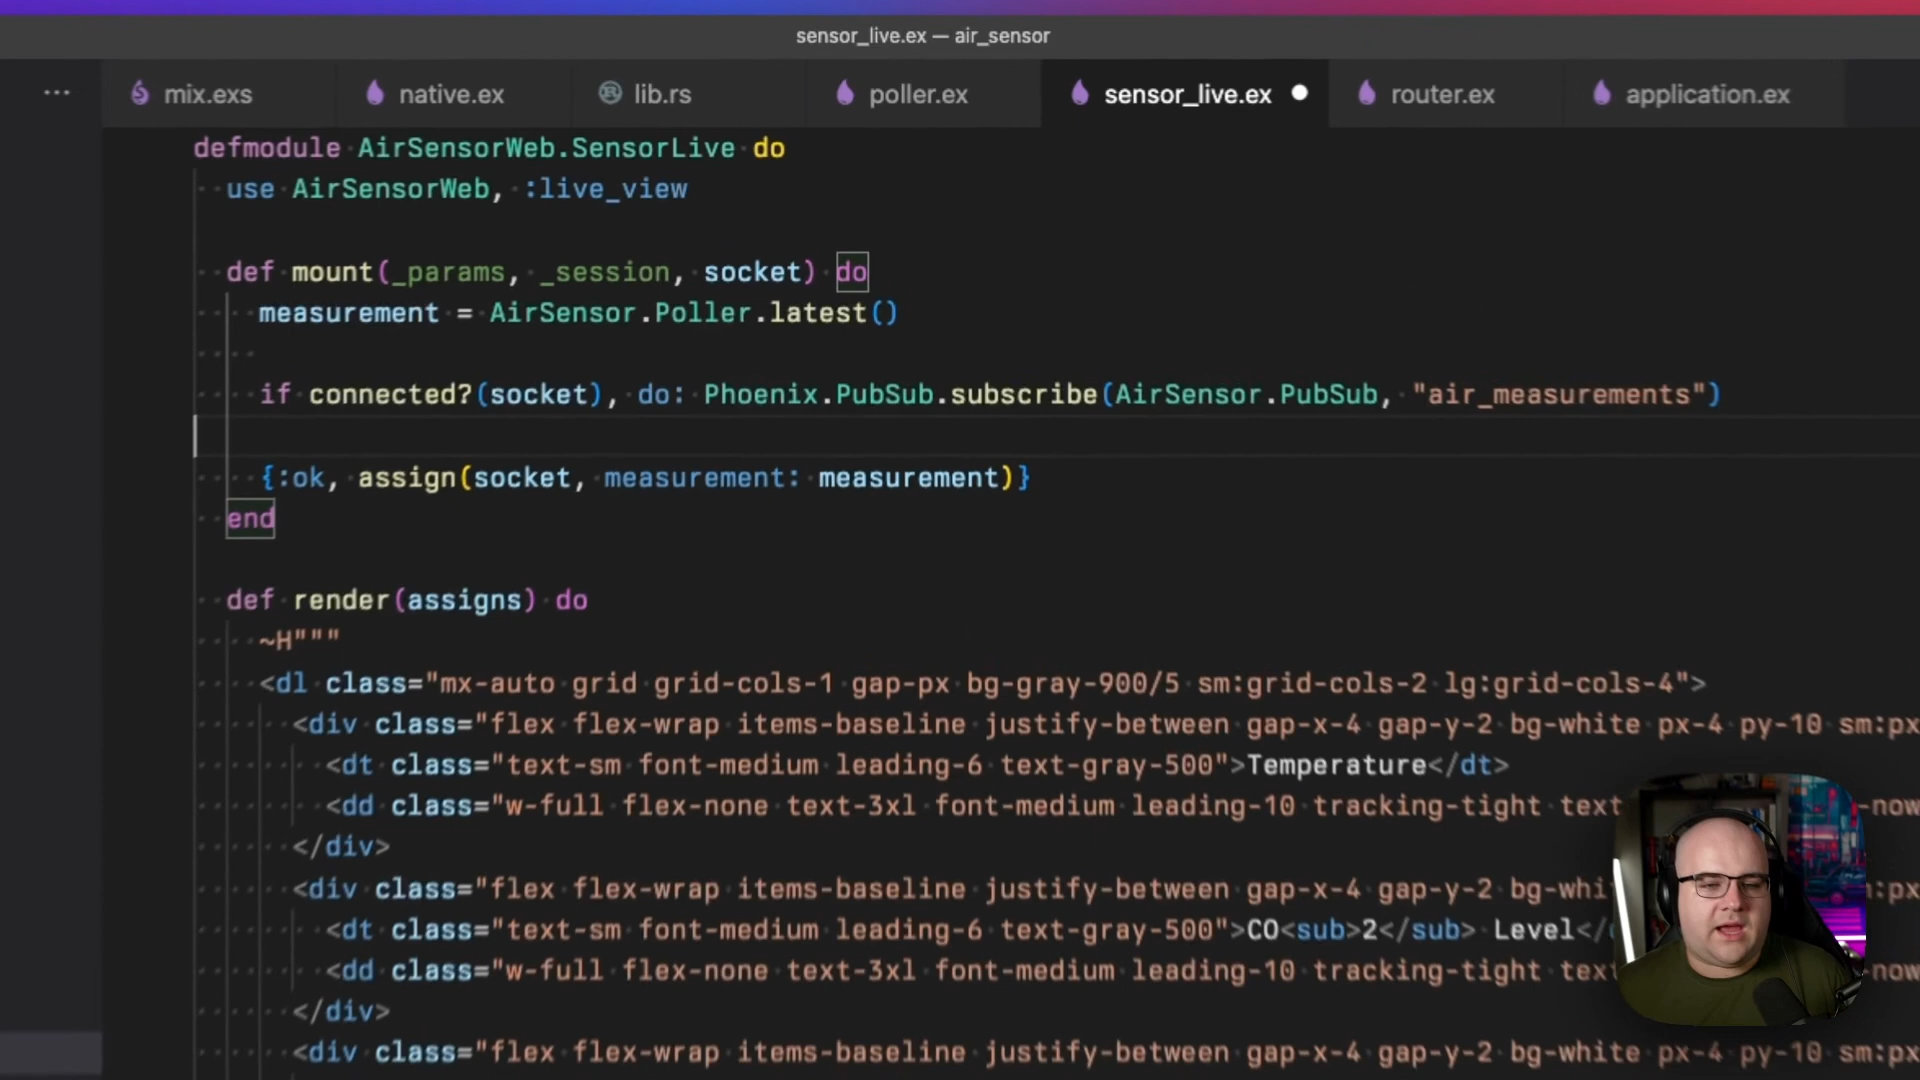 sensor_live.ex — air_sensor
mix.exs native.ex lib.rs poller.ex sensor_live.ex router.ex application.ex
defmodule AirSensorWeb.SensorLive do
use AirSensorWeb, :live_view
def mount(_params, _session, socket) do
measurement = AirSensor.Poller.latest()
if connected?(socket), do: Phoenix.PubSub.subscribe(AirSensor.PubSub, "air_measurements")
{:ok, assign(socket, measurement: measurement)}
end
def render(assigns) do
~H"""
<dl class="mx-auto grid grid-cols-1 gap-px bg-gray-900/5 sm:grid-cols-2 lg:grid-cols-4">
<div class="flex flex-wrap items-baseline justify-between gap-x-4 gap-y-2 bg-white px-4 py-10 sm:px
<dt class="text-sm font-medium leading-6 text-gray-500">Temperature</dt>
<dd class="w-full flex-none text-3xl font-medium leading-10 tracking-tight -now
</div>
<div class="flex flex-wrap items-baseline justify-between gap-x-4 gap-y-2 :px
<dt class="text-sm font-medium leading-6 text-gray-500">CO<sub>2</sub> Level</
<dd class="w-full flex-none text-3xl font-medium leading-10 tracking-tight -now
</div>
<div class="flex flex-wrap items-baseline justify-between gap-x-4 gap-y-2 bg-white px-4 py-10 sm:px